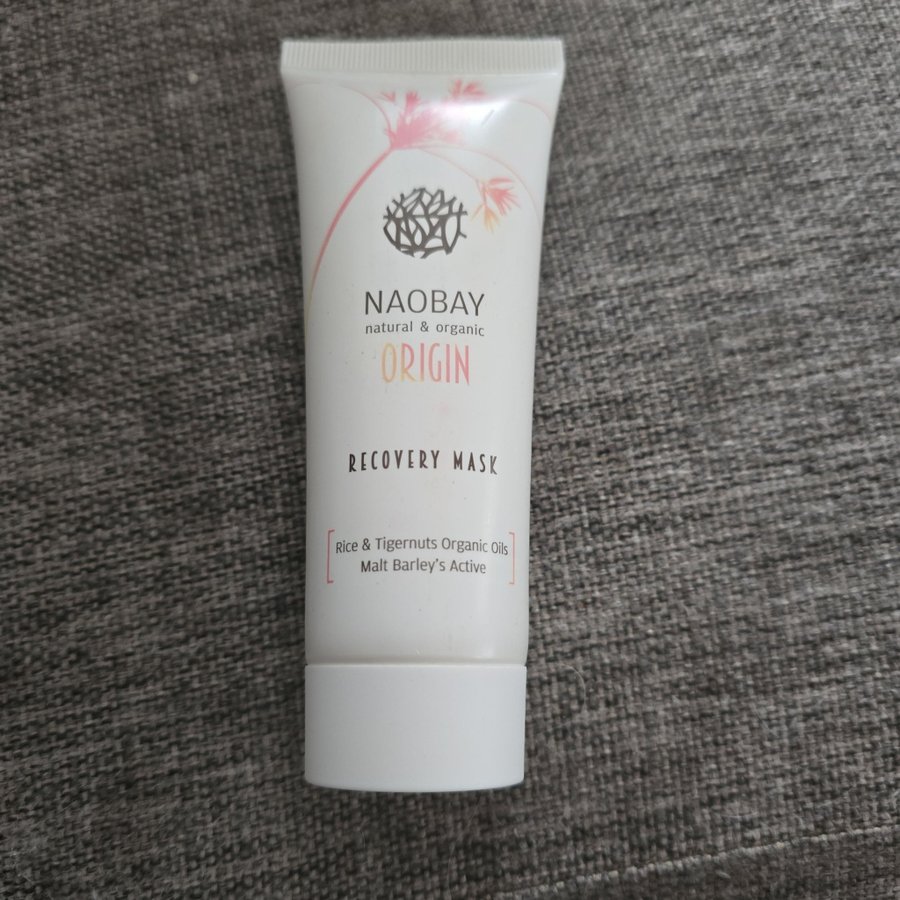 NAOBAY
natural & organic
ORIGIN
RECOVERY MASK
Rice & Tigernuts Organic Oils
Malt Barley's Active